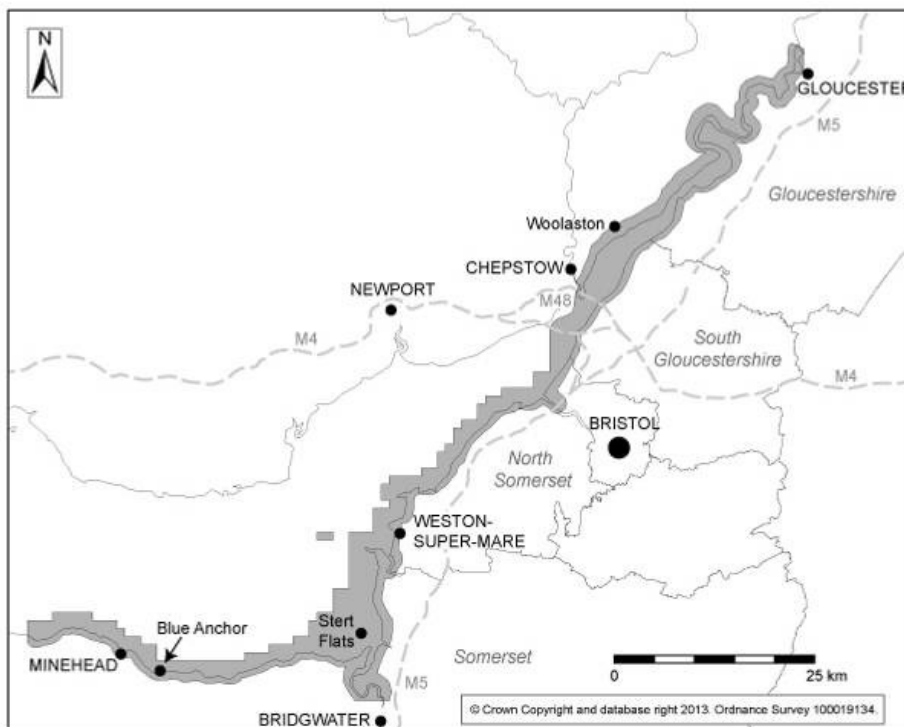 N
GLOUCESTER
M5
Gloucestershire
Woolaston
CHEPSTOW
NEWPORT
M48
M4
South
Gloucestershire
M4
BRISTOL
North
Somerset
WESTON-
SUPER-MARE
Stert
Flats
Blue Anchor
MINEHEAD
Somerset
M5
0
25 km
BRIDGWATER
© Crown Copyright and database right 2013. Ordnance Survey 100019134.